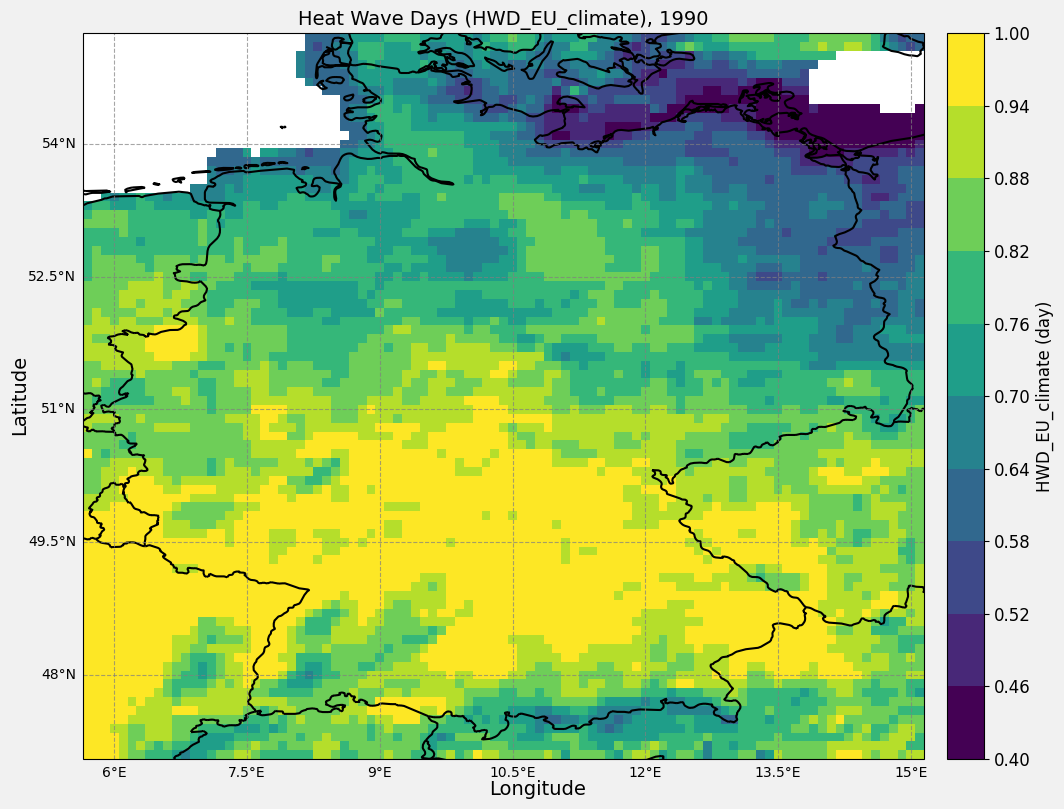 Heat Wave Days (HWD_EU_climate), 1990
54°N
52.5°N
51°N
49.5°N
48°N
Latitude
6°E
7.5°E
9°E
10.5°E
12°E
13.5°E
15°E
Longitude
1.00
0.94
0.88
0.82
0.76
0.70
0.64
0.58
0.52
0.46
0.40
HWD_EU_climate (day)